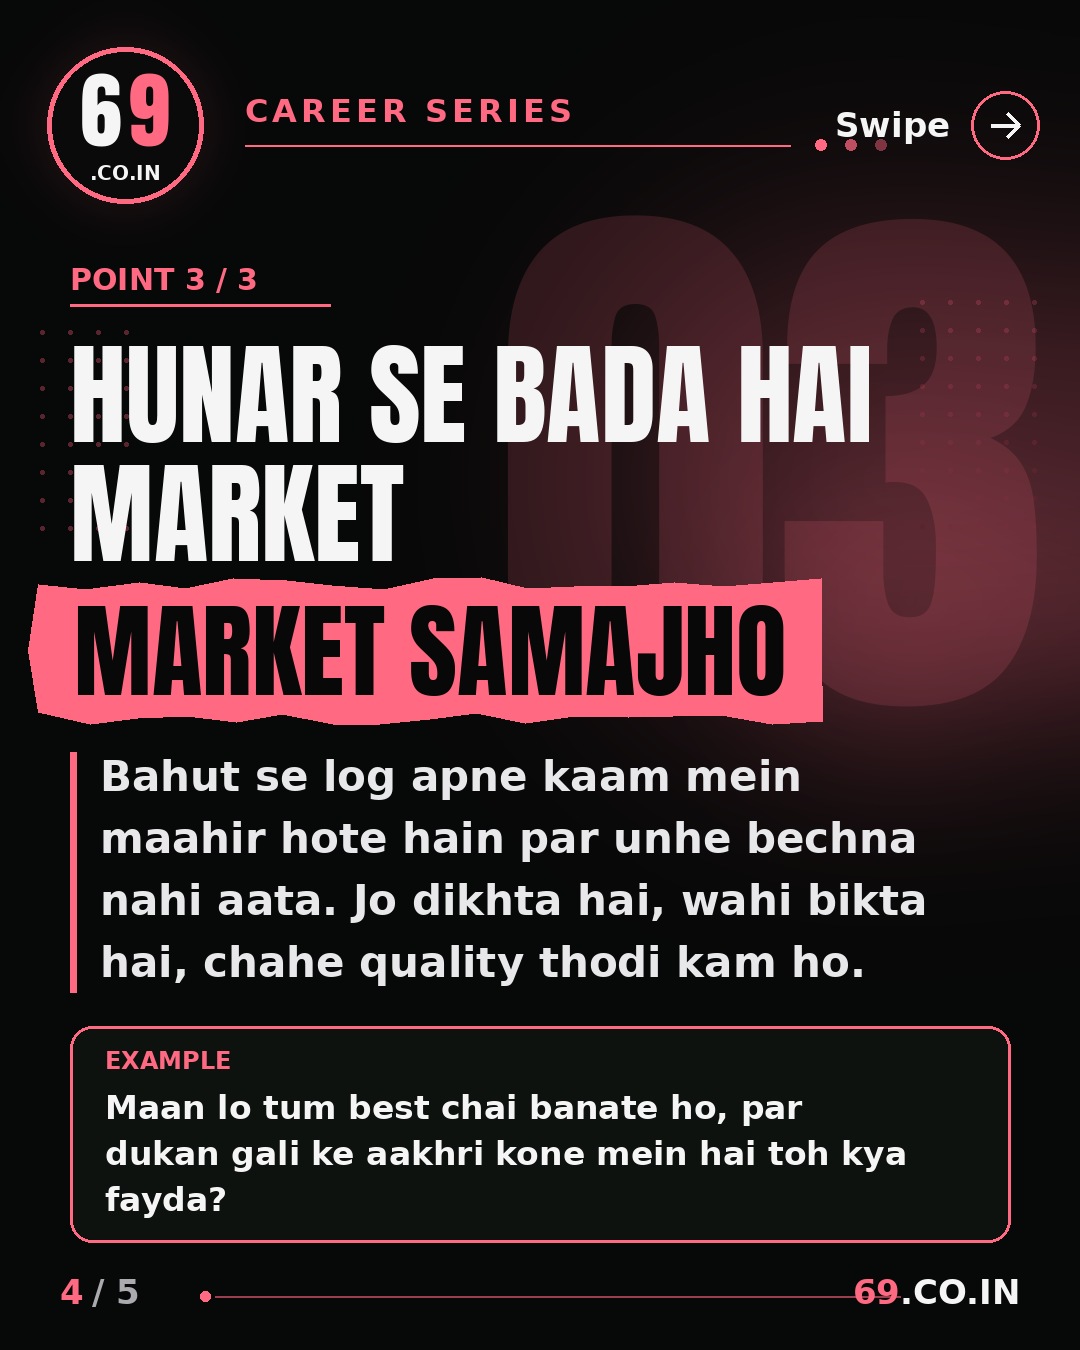 69
.CO.IN
CAREER SERIES
Swipe
03
POINT 3 / 3
HUNAR SE BADA HAI
MARKET
MARKET SAMAJHO
Bahut se log apne kaam mein
maahir hote hain par unhe bechna
nahi aata. Jo dikhta hai, wahi bikta
hai, chahe quality thodi kam ho.
EXAMPLE
Maan lo tum best chai banate ho, par
dukan gali ke aakhri kone mein hai toh kya
fayda?
4 / 5
69.CO.IN